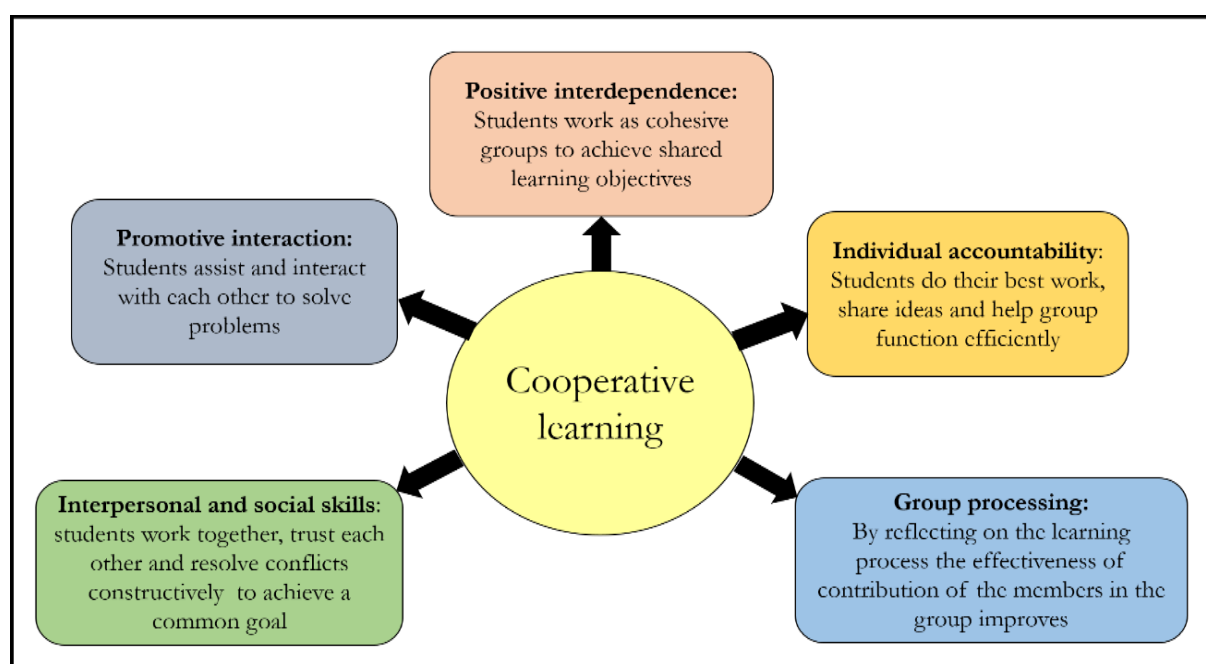 Positive interdependence:
Students work as cohesive
groups to achieve shared
learning objectives
Promotive interaction:
Students assist and interact
with each other to solve
problems
Individual accountability:
Students do their best work,
share ideas and help group
function efficiently
Cooperative
learning
Interpersonal and social skills:
students work together, trust each
other and resolve conflicts
constructively to achieve a
common goal
Group processing:
By reflecting on the learning
process the effectiveness of
contribution of the members in the
group improves